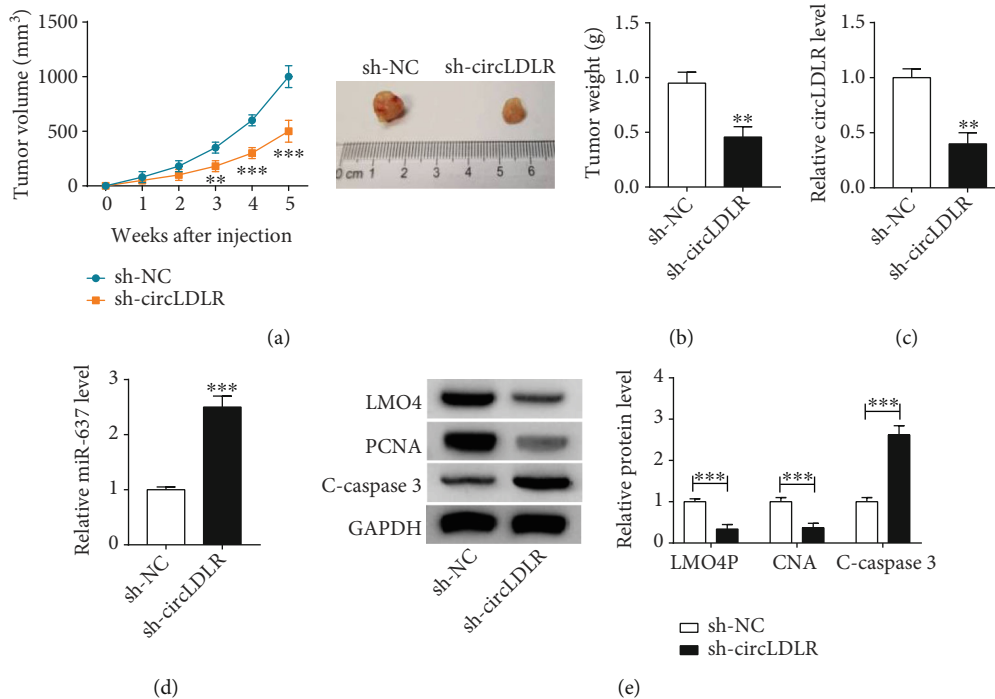 Tumor volume (mm³)
1500
1000
500
0
0 1 2 3 4 5
** *** ***
Weeks after injection
sh-NC
sh-circLDLR
sh-NC sh-circLDLR
0 cm 1 2 3 4 5 6
(a)
Tumor weight (g)
1.5
1.0
0.5
0.0
**
sh-NC
sh-circLDLR
(b)
Relative circLDLR level
1.5
1.0
0.5
0.0
**
sh-NC
sh-circLDLR
(c)
Relative miR-637 level
3
2
1
0
***
sh-NC
sh-circLDLR
(d)
LMO4
PCNA
C-caspase 3
GAPDH
sh-NC
sh-circLDLR
Relative protein level
4
3
2
1
0
*** *** ***
LMO4P CNA C-caspase 3
sh-NC
sh-circLDLR
(e)